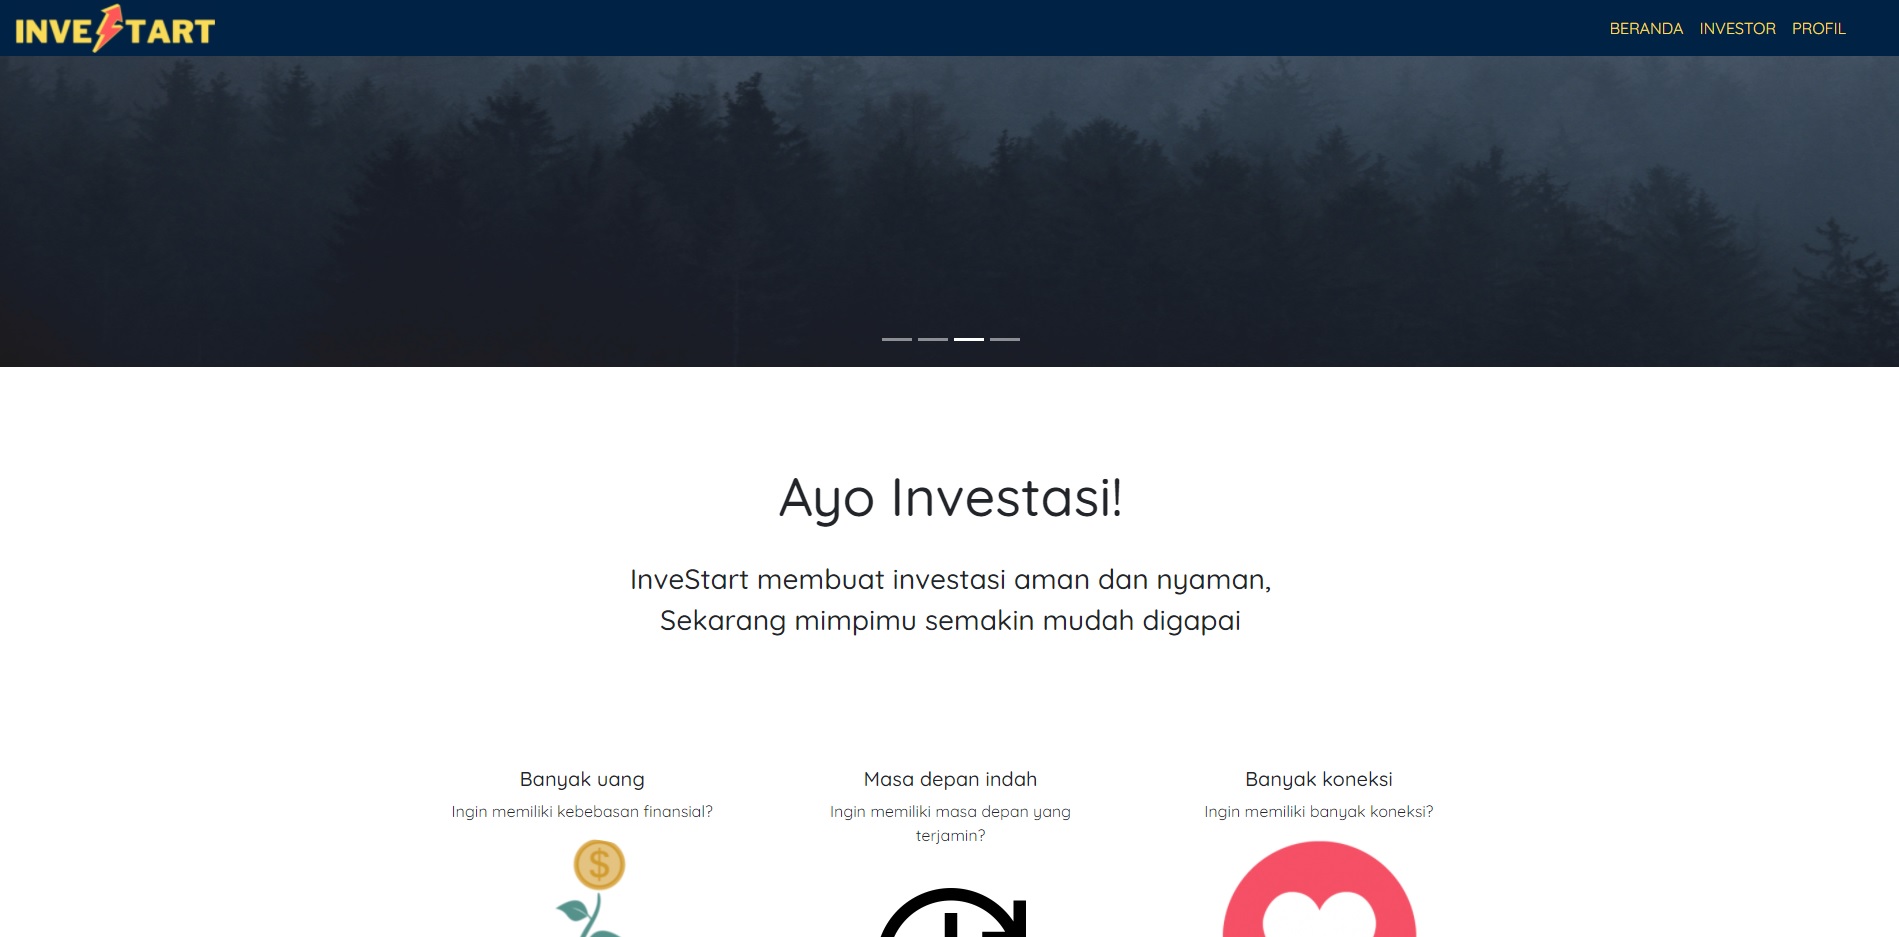 INVESTART
BERANDA INVESTOR PROFIL
Ayo Investasi!
InveStart membuat investasi aman dan nyaman,
Sekarang mimpimu semakin mudah digapai
Banyak uang
Ingin memiliki kebebasan finansial?
$
Masa depan indah
Ingin memiliki masa depan yang
terjamin?
Banyak koneksi
Ingin memiliki banyak koneksi?